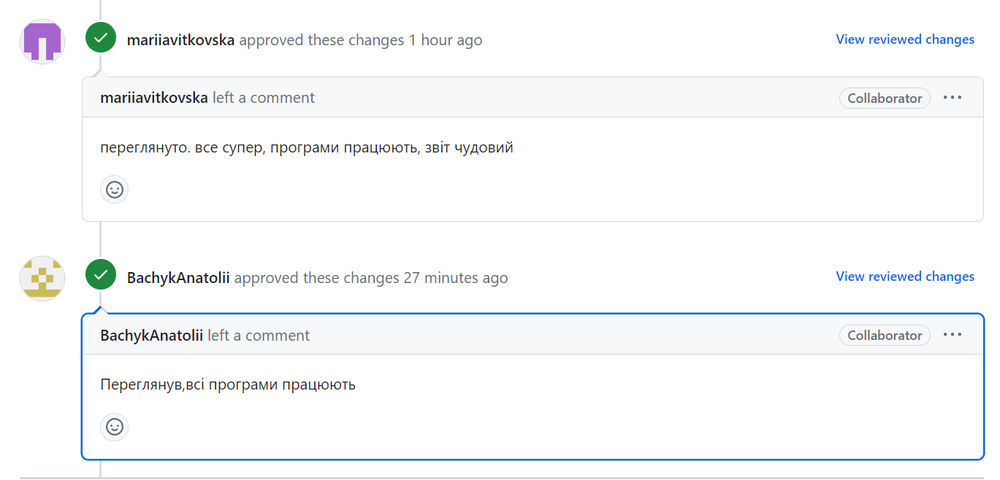 mariiavitkovska approved these changes 1 hour ago View reviewed changes
mariiavitkovska left a comment Collaborator ...
переглянуто. все супер, програми працюють, звіт чудовий
BachykAnatolii approved these changes 27 minutes ago View reviewed changes
BachykAnatolii left a comment Collaborator ...
Переглянув,всі програми працюють